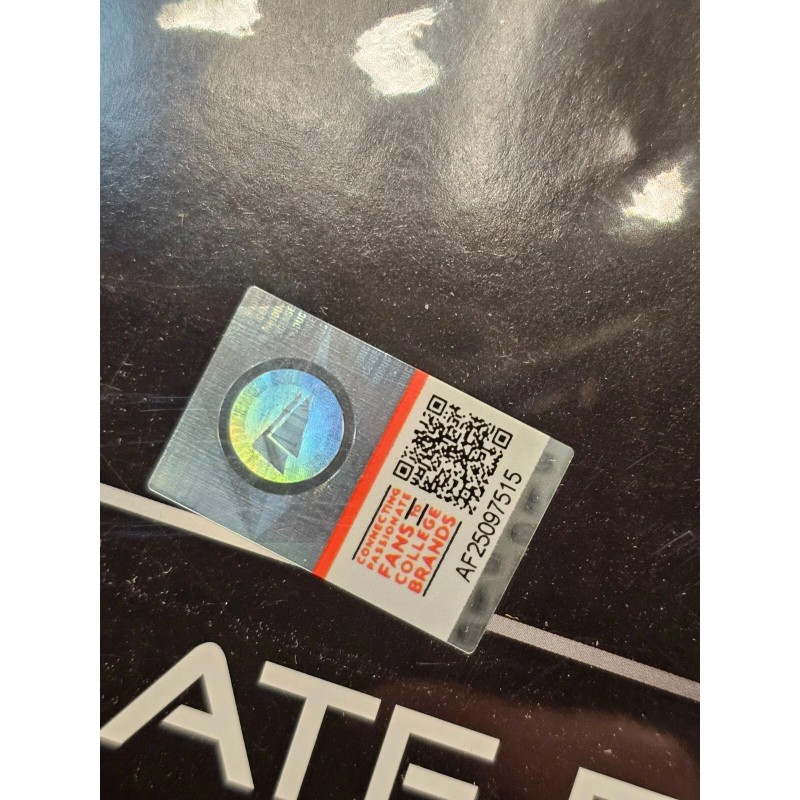 CONNECTING
PASSIONATE
FANS TO
COLLEGE
BRANDS
AF25097515
ATE